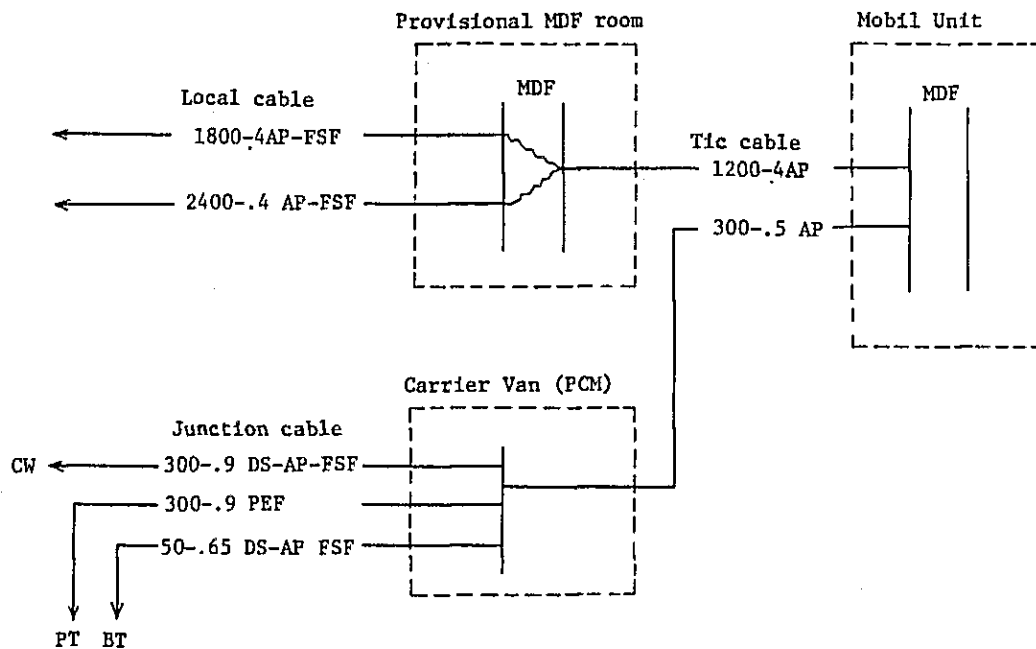 Provisional MDF room
Mobil Unit
MDF
MDF
Local cable
1800-4AP-FSF
Tic cable
1200-4AP
2400-.4 AP-FSF
300-.5 AP
Carrier Van (PCM)
Junction cable
CW
300-.9 DS-AP-FSF
300-.9 PEF
50-.65 DS-AP FSF
PT BT